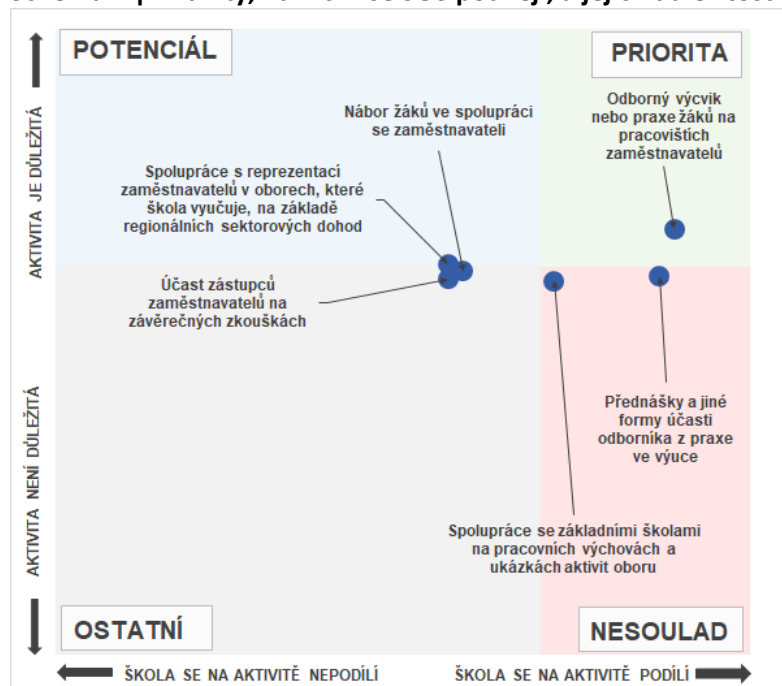 POTENCIÁL
PRIORITA
Nábor žáků ve spolupráci
se zaměstnavateli
Odborný výcvik
nebo praxe žáků na
pracovištích
zaměstnavatelů
Spolupráce s reprezentací
zaměstnavatelů v oborech, které
škola vyučuje, na základě
regionálních sektorových dohod
Účast zástupců
zaměstnavatelů na
závěrečných zkouškách
Přednášky a jiné
formy účasti
odborníka z praxe
ve výuce
Spolupráce se základními školami
na pracovních výchovách a
ukázkách aktivit oboru
OSTATNÍ
NESOULAD
AKTIVITA JE DŮLEŽITÁ
AKTIVITA NENÍ DŮLEŽITÁ
ŠKOLA SE NA AKTIVITĚ NEPODÍLÍ
ŠKOLA SE NA AKTIVITĚ PODÍLÍ